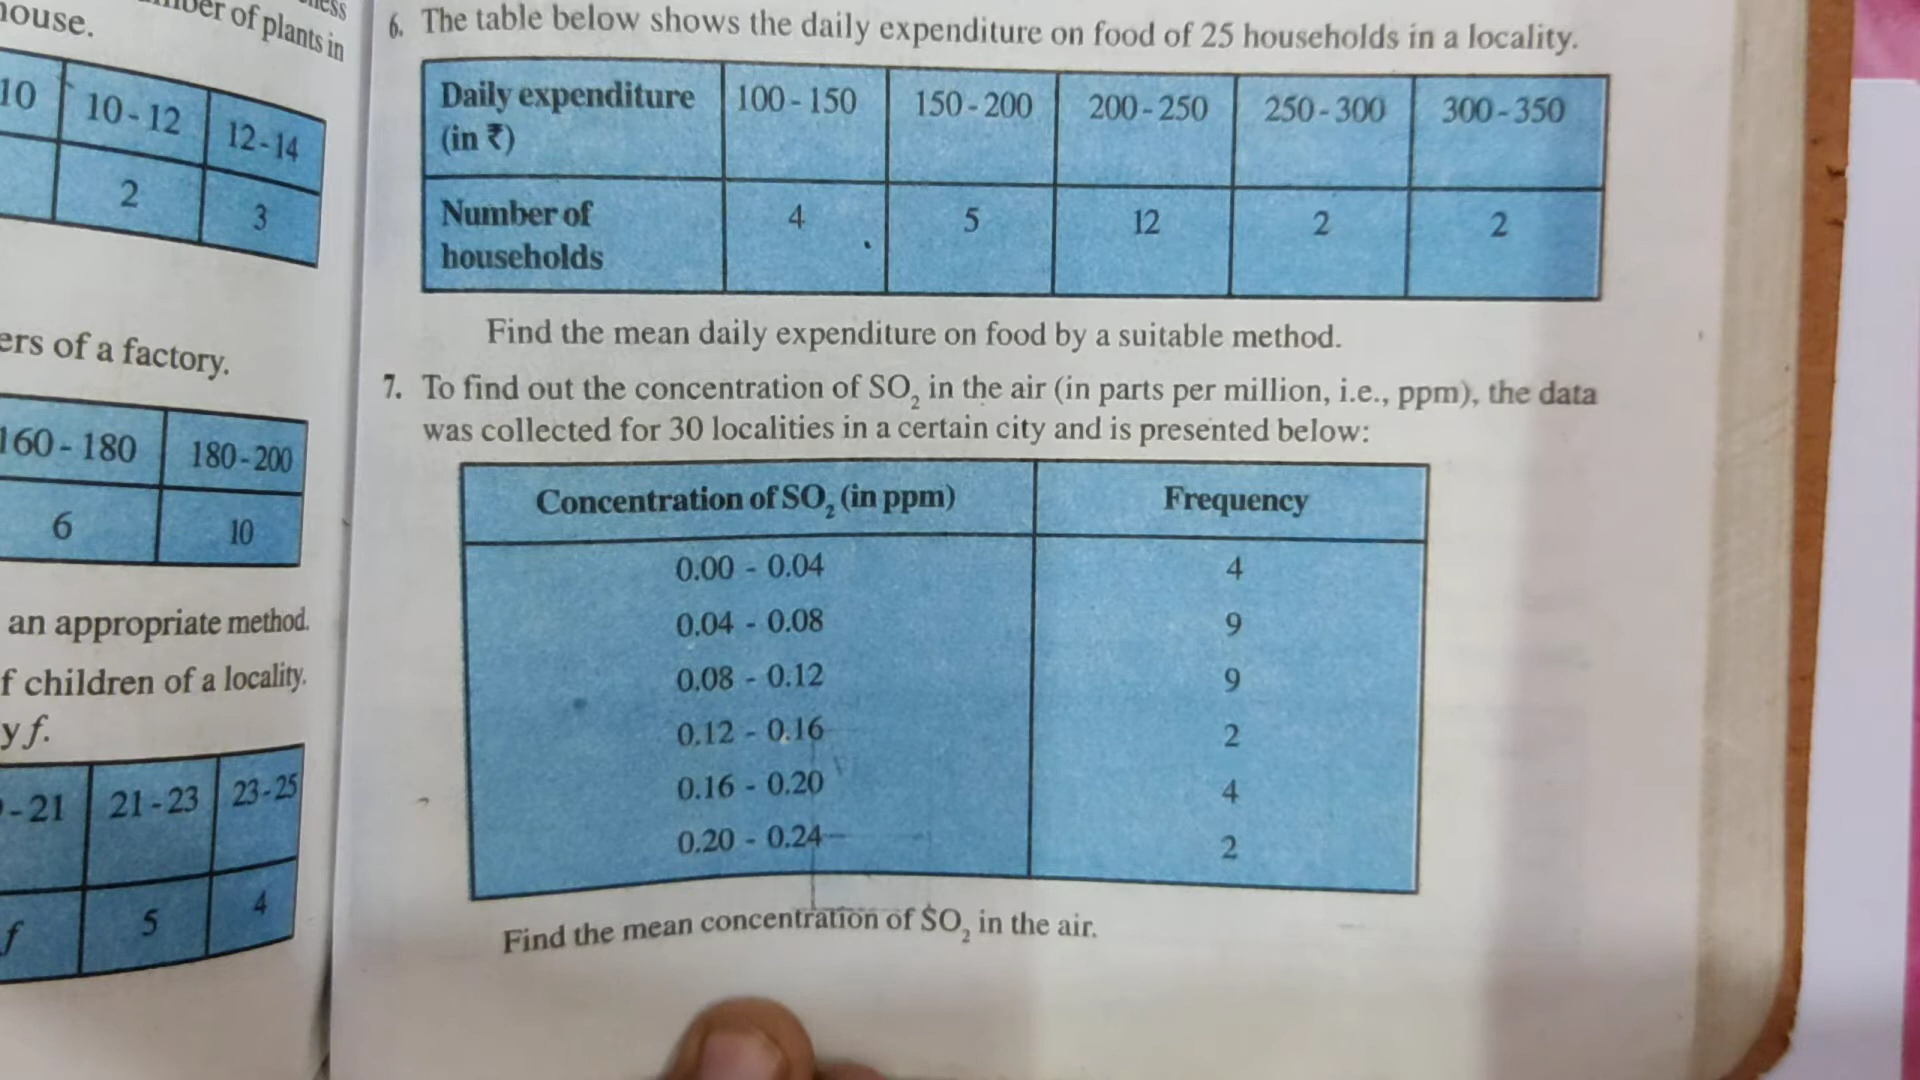 ouse.
ber of plants in
10 10-12 12-14
2 3
ers of a factory.
160-180 180-200
6 10
an appropriate method.
f children of a locality.
y f.
-21 21-23 23-25
f 5 4
6. The table below shows the daily expenditure on food of 25 households in a locality.
Daily expenditure 100-150 150-200 200-250 250-300 300-350
(in ₹)
Number of 4 5 12 2 2
households
Find the mean daily expenditure on food by a suitable method.
7. To find out the concentration of SO₂ in the air (in parts per million, i.e., ppm), the data
was collected for 30 localities in a certain city and is presented below:
Concentration of SO₂ (in ppm) Frequency
0.00 - 0.04 4
0.04 - 0.08 9
0.08 - 0.12 9
0.12 - 0.16 2
0.16 - 0.20 4
0.20 - 0.24 2
Find the mean concentration of SO₂ in the air.